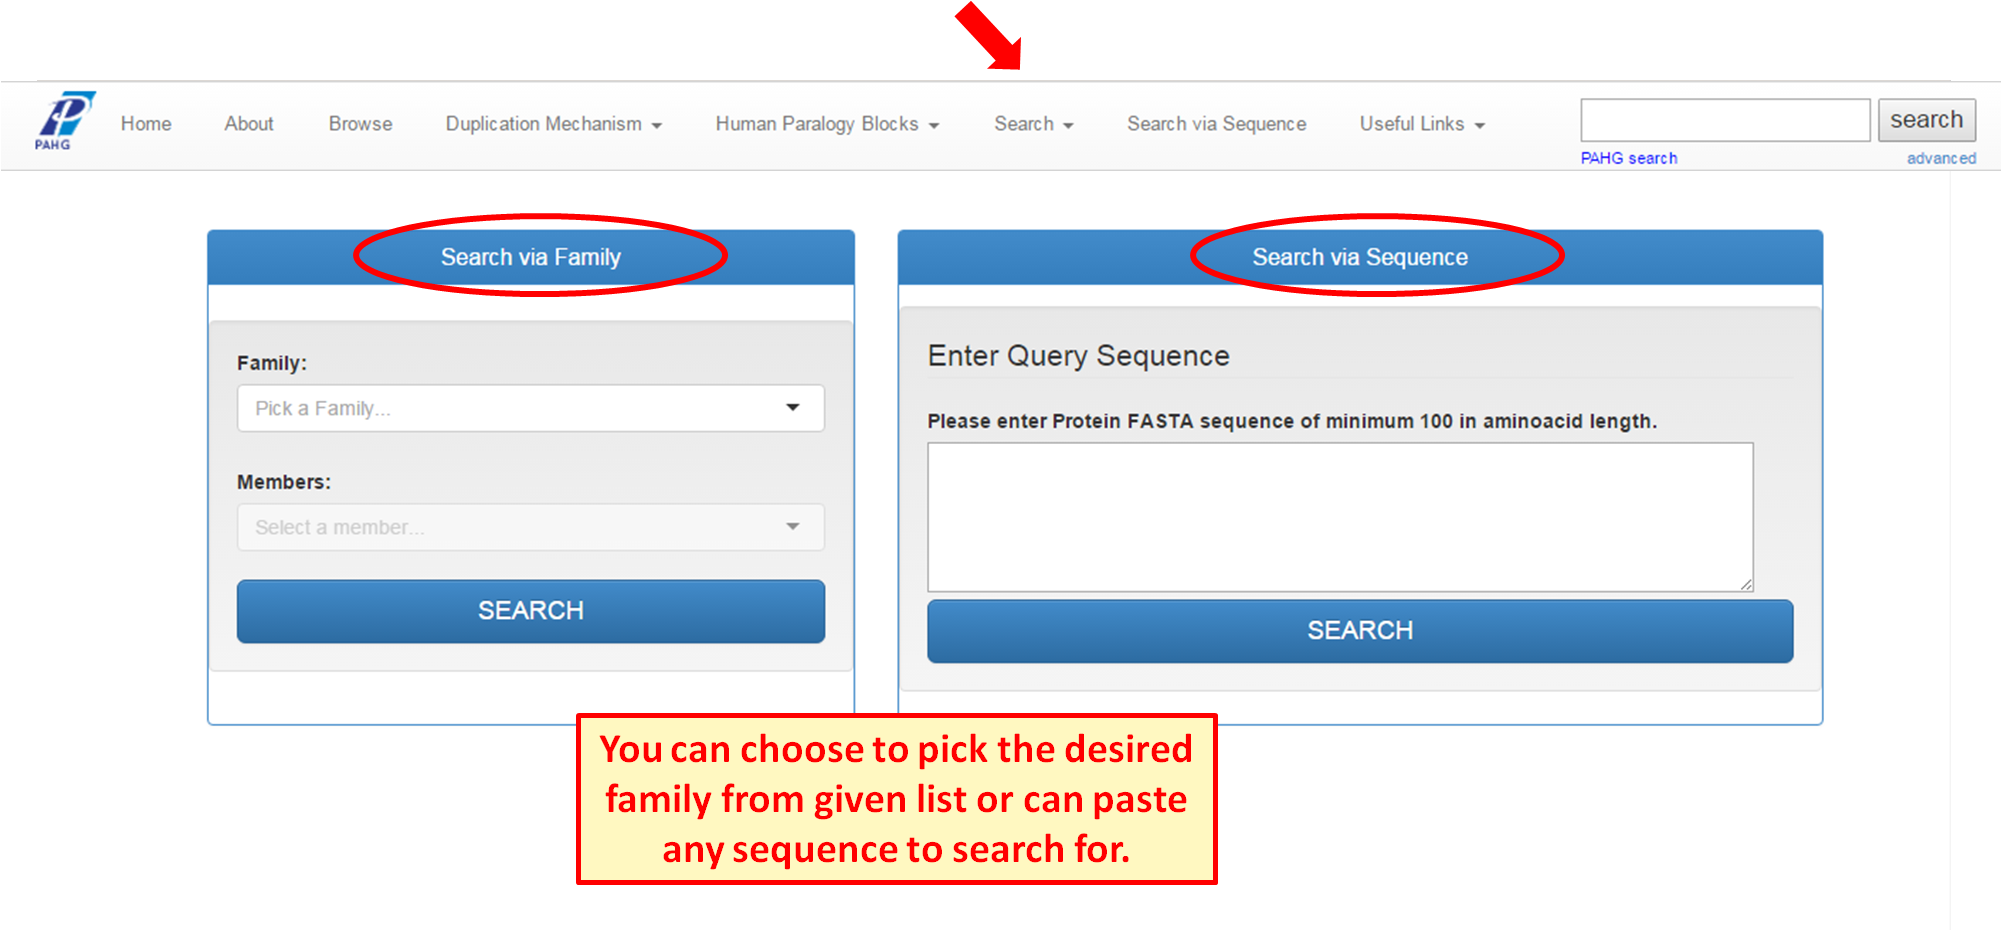 PAHG
Home About Browse Duplication Mechanism Human Paralogy Blocks Search Search via Sequence Useful Links search
PAHG search advanced
Search via Family
Family:
Pick a Family...
Members:
Select a member...
SEARCH
Search via Sequence
Enter Query Sequence
Please enter Protein FASTA sequence of minimum 100 in aminoacid length.
SEARCH
You can choose to pick the desired
family from given list or can paste
any sequence to search for.